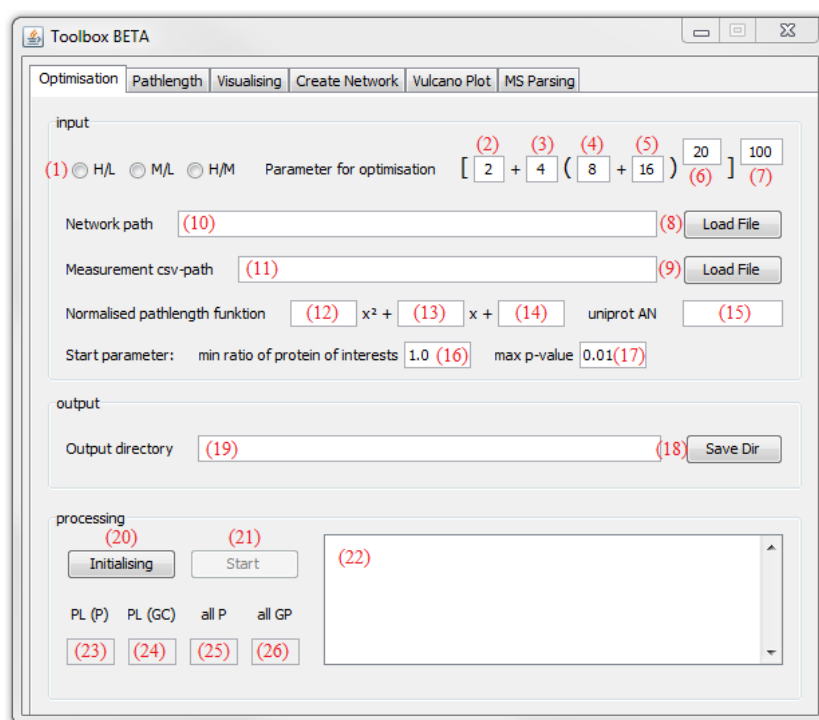 Toolbox BETA
Optimisation Pathlength Visualising Create Network Vulcano Plot MS Parsing
input
(2) (3) (4) (5) 20 100
(1) H/L M/L H/M Parameter for optimisation [ 2 + 4 ( 8 + 16 ) (6) ] (7)
Network path (10) (8) Load File
Measurement csv-path (11) (9) Load File
Normalised pathlength funktion (12) x² + (13) x + (14) uniprot AN (15)
Start parameter: min ratio of protein of interests 1.0 (16) max p-value 0.01(17)
output
Output directory (19) (18) Save Dir
processing
(20) (21)
Initialising Start (22)
PL (P) PL (GC) all P all GP
(23) (24) (25) (26)